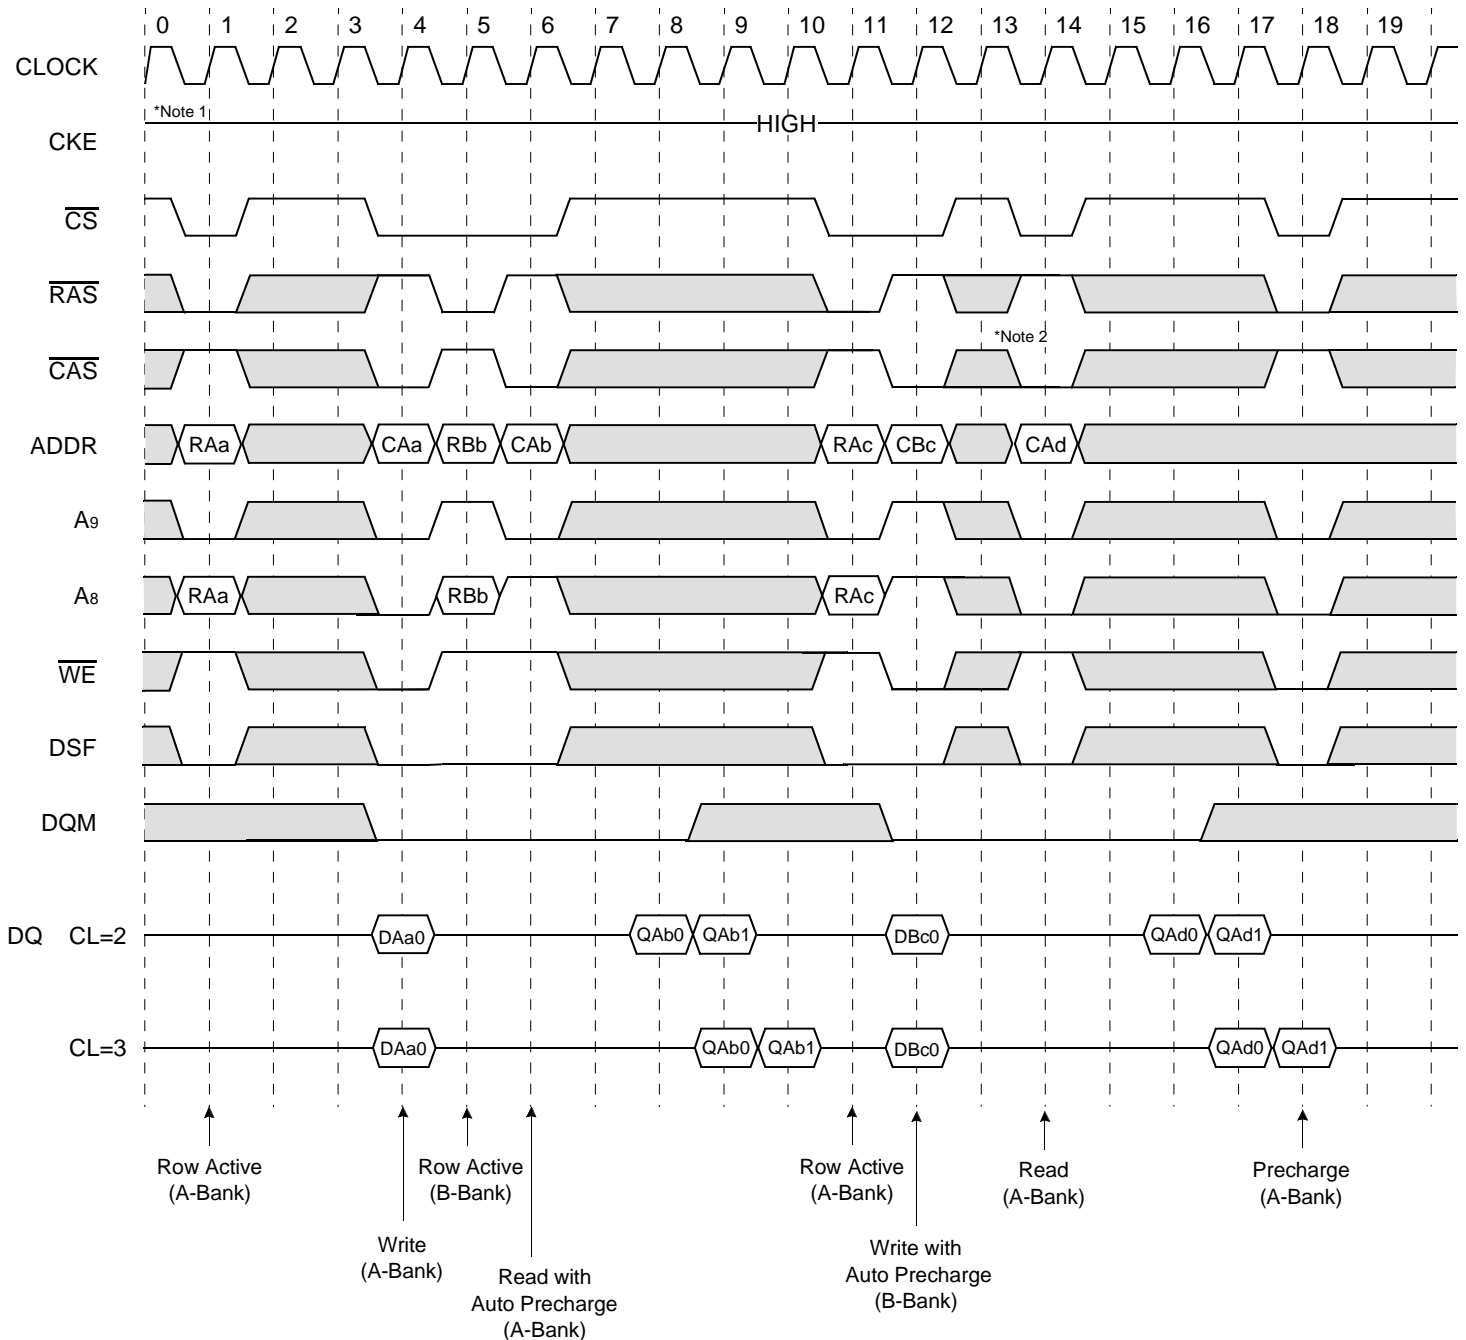 0 1 2 3 4 5 6 7 8 9 10 11 12 13 14 15 16 17 18 19
CLOCK
*Note 1
HIGH
CKE
CS
RAS
*Note 2
CAS
ADDR RAa CAa RBb CAb RAc CBc CAd
A9
A8 RAa RBb RAc
WE
DSF
DQM
DQ CL=2 DAa0 QAb0 QAb1 DBc0 QAd0 QAd1
CL=3 DAa0 QAb0 QAb1 DBc0 QAd0 QAd1
Row Active
(A-Bank)
Row Active
(B-Bank)
Row Active
(A-Bank)
Read
(A-Bank)
Precharge
(A-Bank)
Write
(A-Bank)
Read with
Auto Precharge
(A-Bank)
Write with
Auto Precharge
(B-Bank)